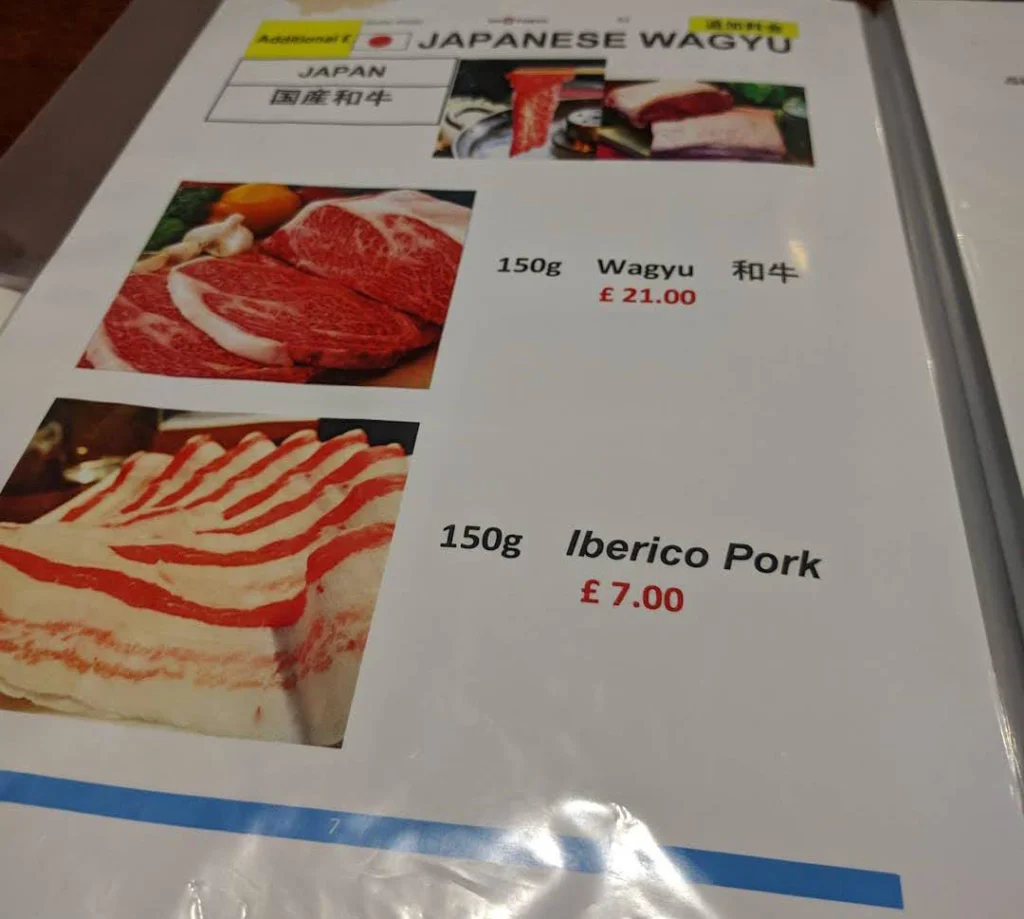 Additional £ JAPANESE WAGYU 追加料金
JAPAN
国産和牛
150g Wagyu 和牛
£ 21.00
150g Iberico Pork
£ 7.00
7